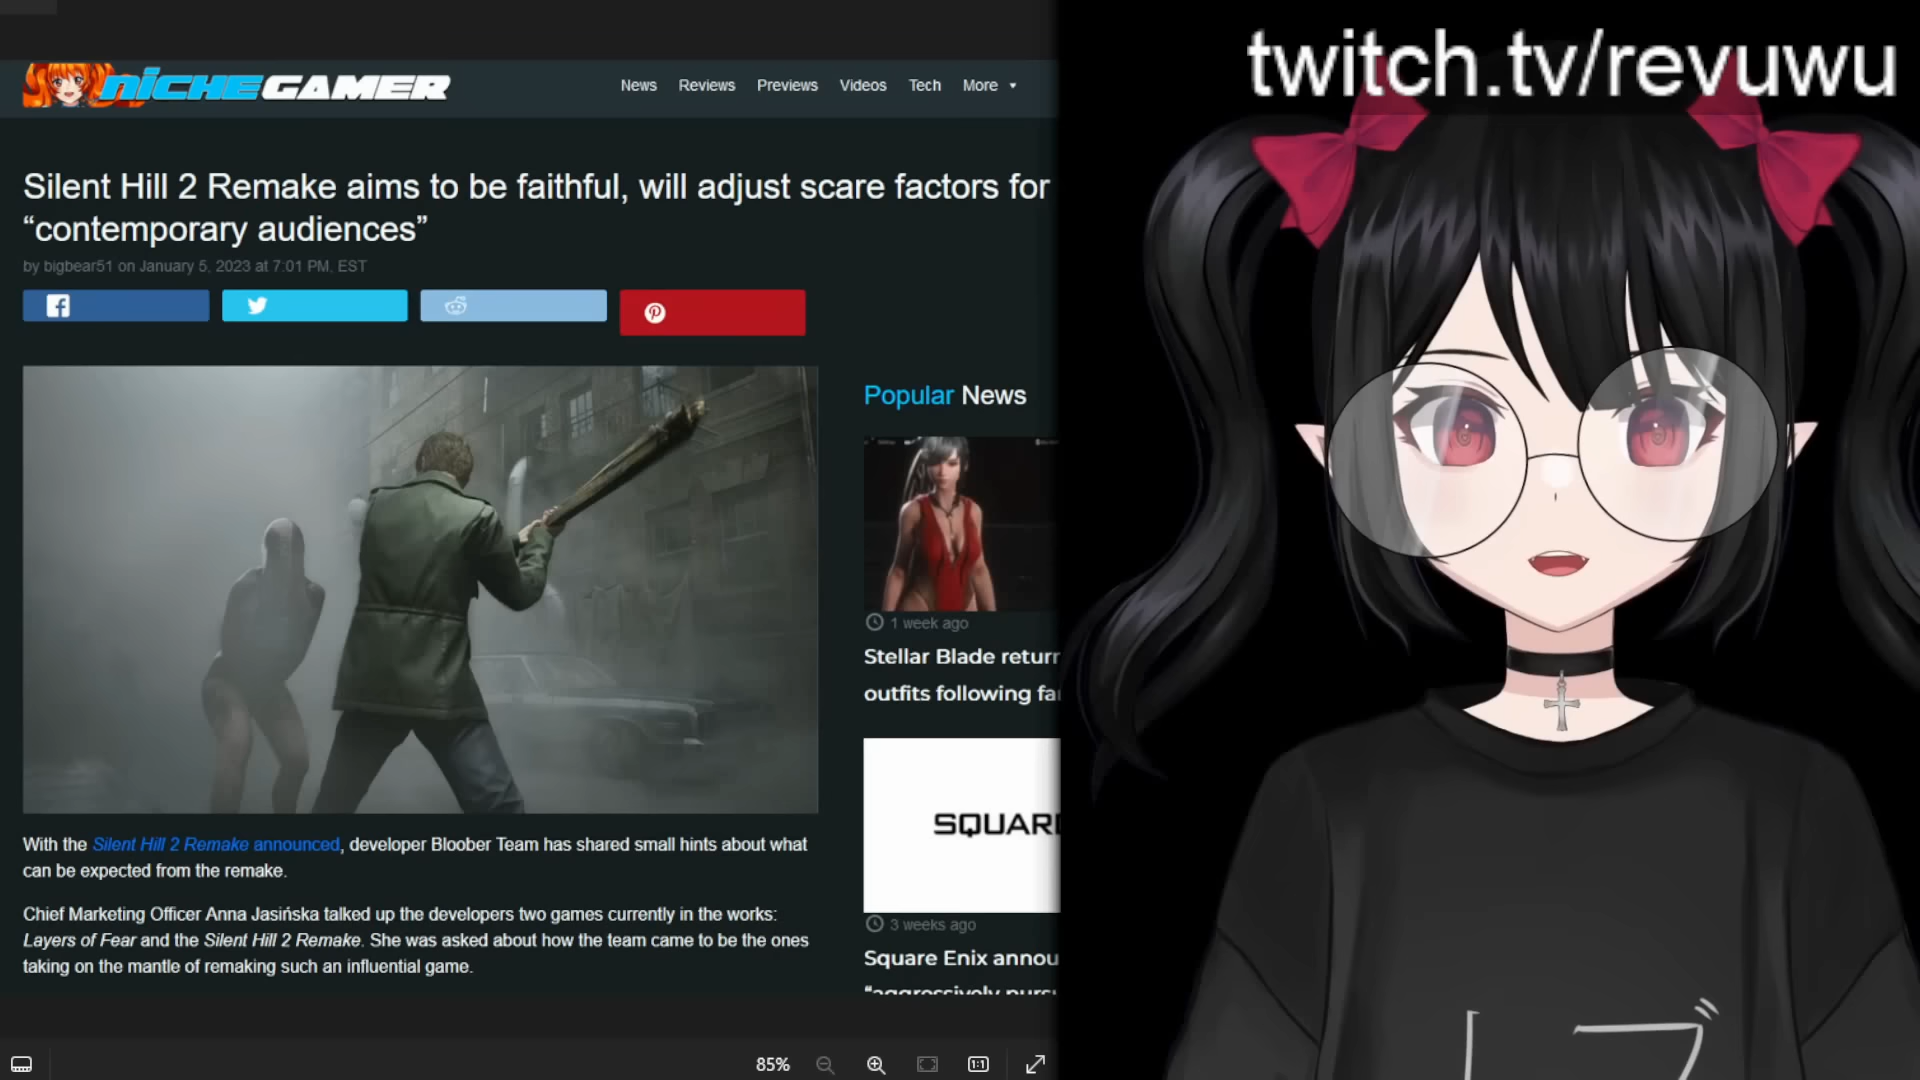 twitch.tv/revuwu
NICHEGAMER
News Reviews Previews Videos Tech More
Silent Hill 2 Remake aims to be faithful, will adjust scare factors for
“contemporary audiences”
by bigbear51 on January 5, 2023 at 7:01 PM, EST
Popular News
1 week ago
Stellar Blade return
outfits following fa
SQUARE
3 weeks ago
Square Enix annou
“aggressively pursu
With the Silent Hill 2 Remake announced, developer Bloober Team has shared small hints about what
can be expected from the remake.
Chief Marketing Officer Anna Jasińska talked up the developers two games currently in the works:
Layers of Fear and the Silent Hill 2 Remake. She was asked about how the team came to be the ones
taking on the mantle of remaking such an influential game.
85%
1:1